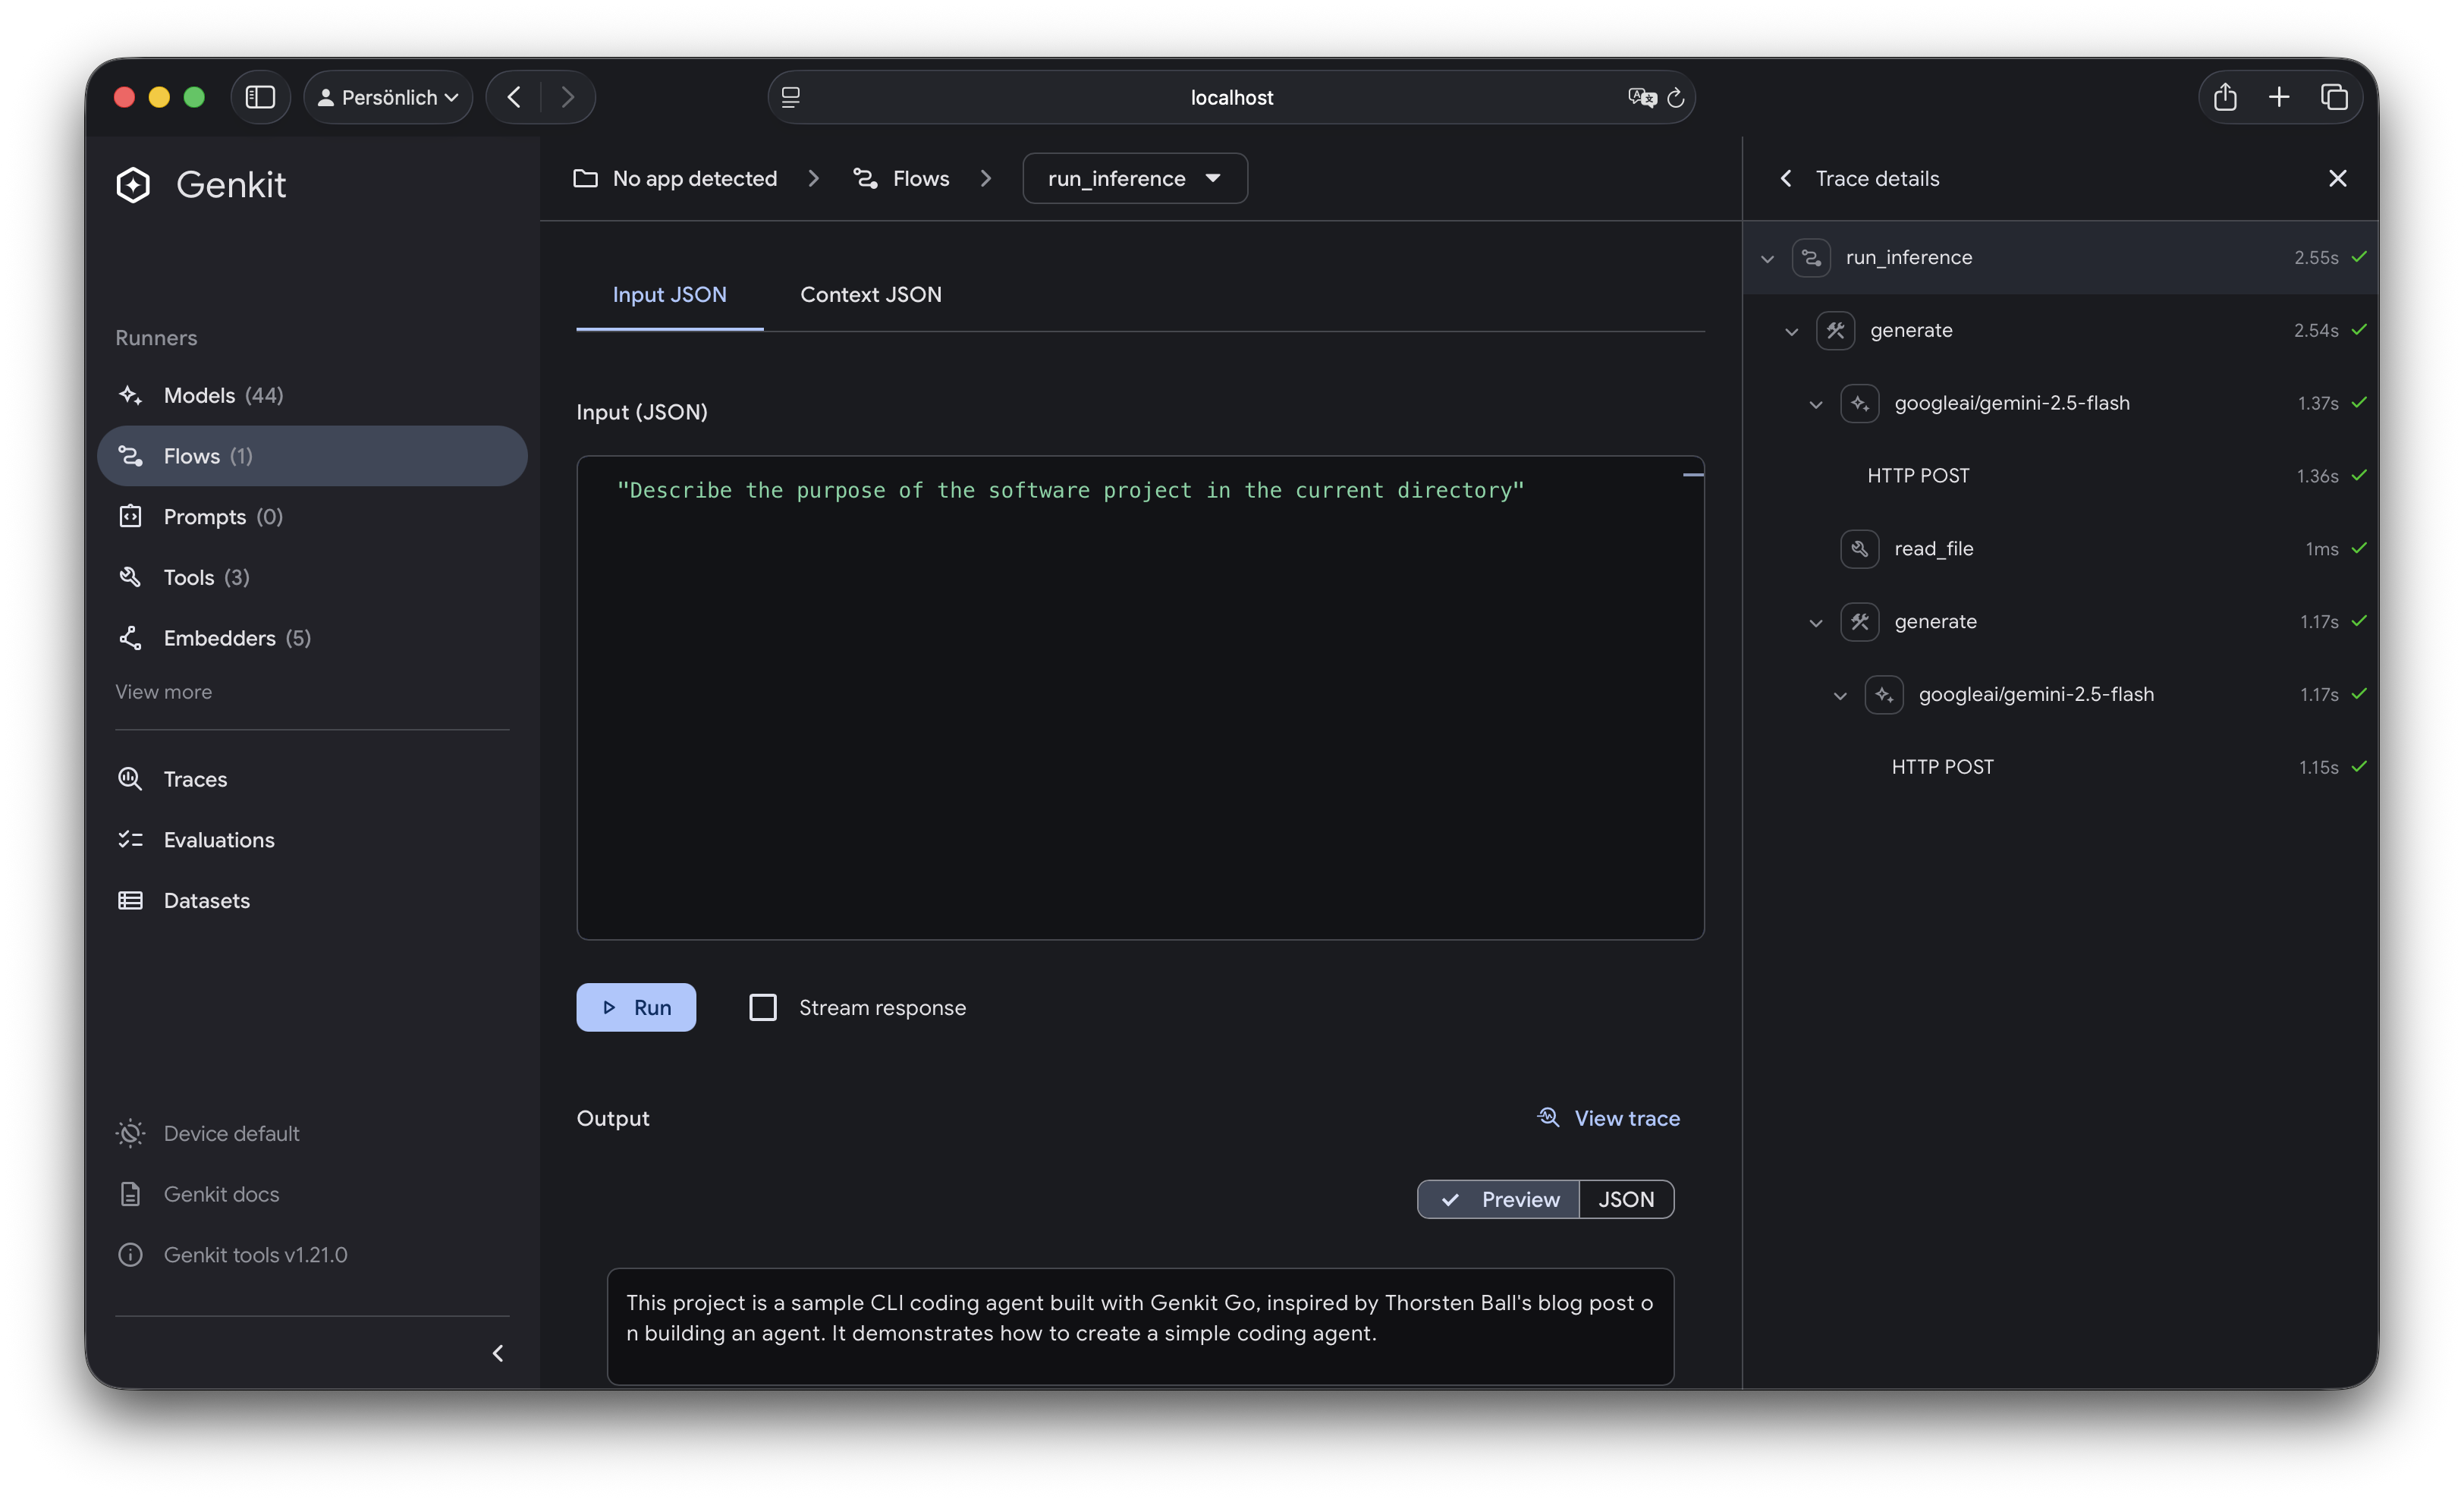 Persönlich
localhost
Genkit
Runners
Models (44)
Flows (1)
Prompts (0)
Tools (3)
Embedders (5)
View more
Traces
Evaluations
Datasets
Device default
Genkit docs
Genkit tools v1.21.0
No app detected
Flows
run_inference
Input JSON
Context JSON
Input (JSON)
"Describe the purpose of the software project in the current directory"
Run
Stream response
Output
View trace
Preview
JSON
This project is a sample CLI coding agent built with Genkit Go, inspired by Thorsten Ball's blog post o
n building an agent. It demonstrates how to create a simple coding agent.
Trace details
run_inference 2.55s
generate 2.54s
googleai/gemini-2.5-flash 1.37s
HTTP POST 1.36s
read_file 1ms
generate 1.17s
googleai/gemini-2.5-flash 1.17s
HTTP POST 1.15s